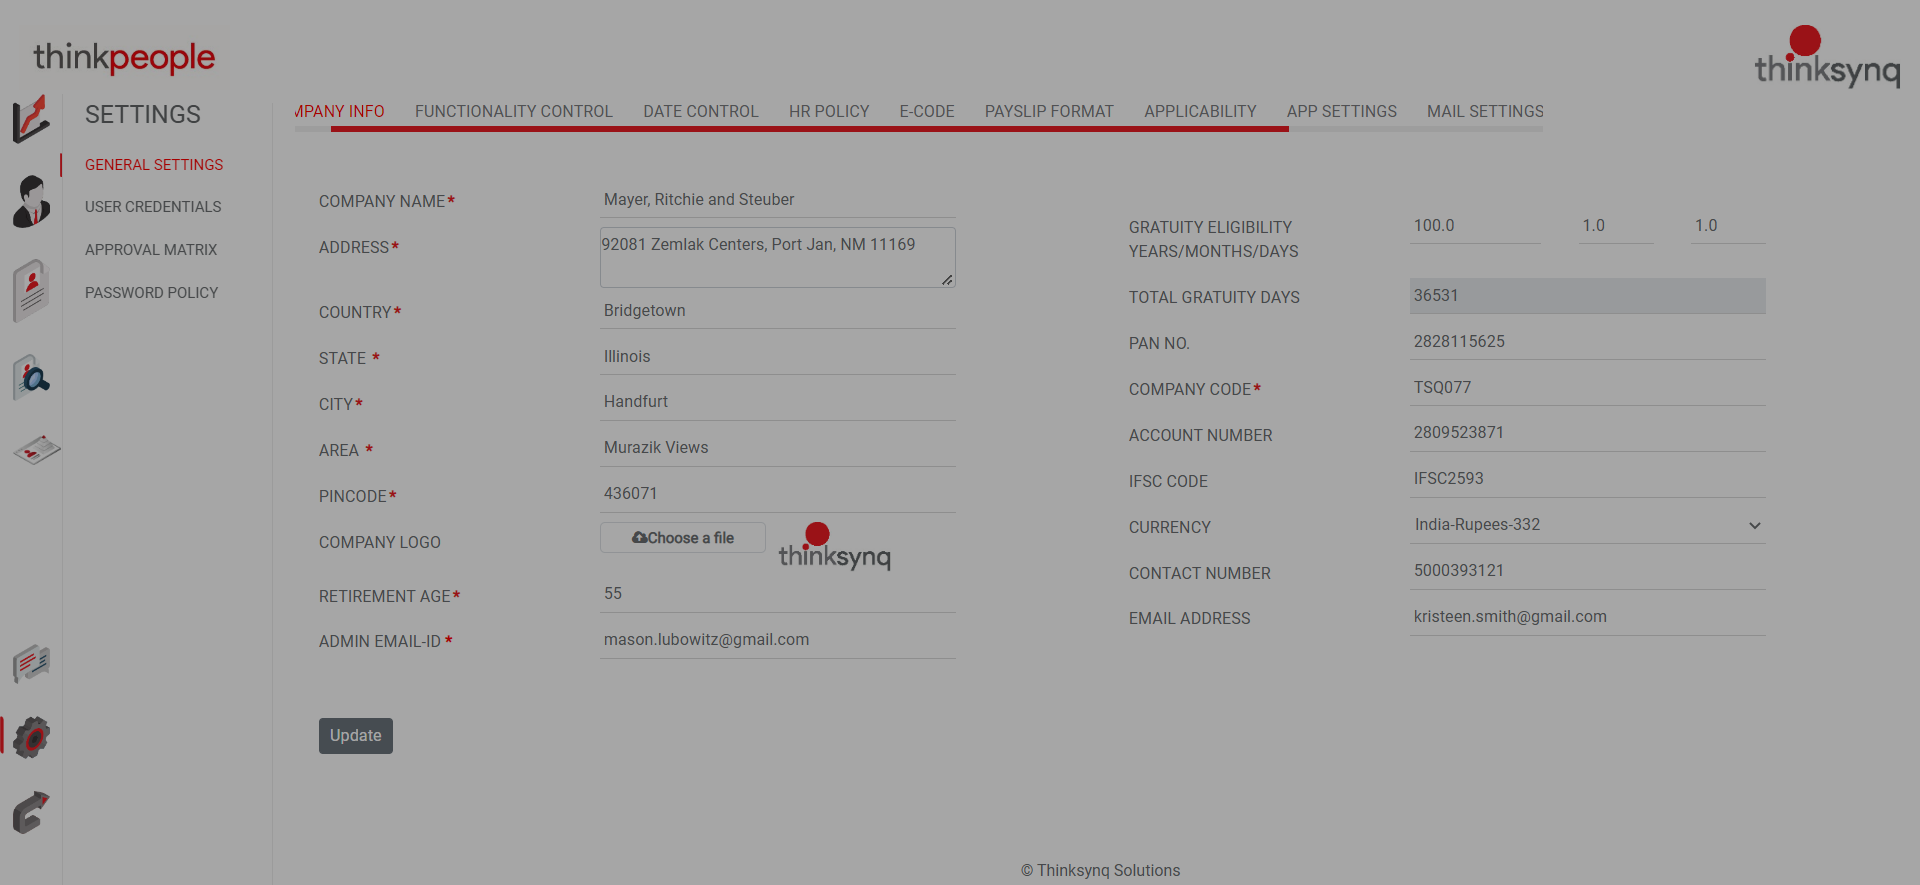 thinkpeople
thinksynq
SETTINGS
GENERAL SETTINGS
USER CREDENTIALS
APPROVAL MATRIX
PASSWORD POLICY
MPANY INFO FUNCTIONALITY CONTROL DATE CONTROL HR POLICY E-CODE PAYSLIP FORMAT APPLICABILITY APP SETTINGS MAIL SETTINGS
COMPANY NAME* Mayer, Ritchie and Steuber
ADDRESS* 92081 Zemlak Centers, Port Jan, NM 11169
COUNTRY* Bridgetown
STATE * Illinois
CITY* Handfurt
AREA * Murazik Views
PINCODE* 436071
COMPANY LOGO Choose a file thinksynq
RETIREMENT AGE* 55
ADMIN EMAIL-ID * mason.lubowitz@gmail.com
Update
GRATUITY ELIGIBILITY
YEARS/MONTHS/DAYS 100.0 1.0 1.0
TOTAL GRATUITY DAYS 36531
PAN NO. 2828115625
COMPANY CODE* TSQ077
ACCOUNT NUMBER 2809523871
IFSC CODE IFSC2593
CURRENCY India-Rupees-332
CONTACT NUMBER 5000393121
EMAIL ADDRESS kristeen.smith@gmail.com
© Thinksynq Solutions